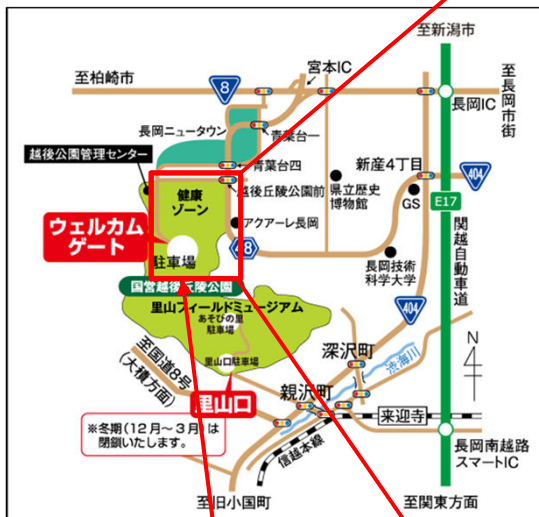 至新潟市
宮本IC
至柏崎市
8
長岡IC
至長岡市街
長岡ニュータウン
青葉台一
越後公園管理センター
青葉台四
新産4丁目
404
健康
ゾーン
越後丘陵公園前
県立歴史
博物館
GS
E17
ウェルカム
ゲート
アクアーレ長岡
関越自動車道
駐車場
長岡技術
科学大学
国営越後丘陵公園
里山フィールドミュージアム
あそびの里
駐車場
404
N
至国道8号
(大積方面)
里山口駐車場
深沢町
渋海川
里山口
親沢町
※冬期(12月~3月)は
閉鎖いたします。
来迎寺
信越本線
長岡南越路
スマートIC
至旧小国町
至関東方面